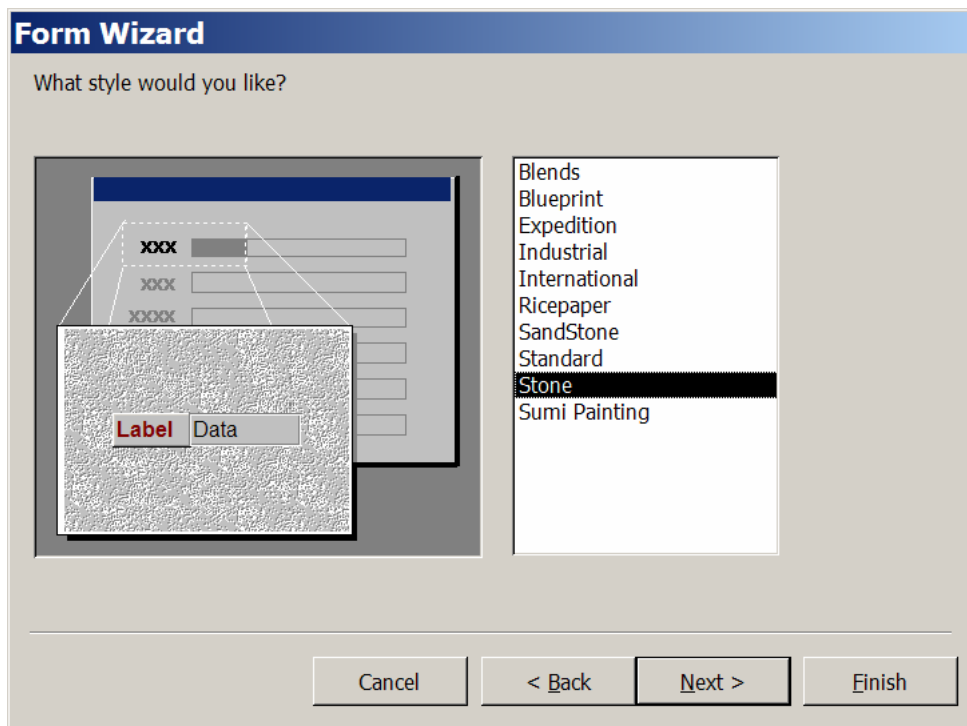 Form Wizard
What style would you like?
xxx
xxx
xxxx
Label Data
Blends
Blueprint
Expedition
Industrial
International
Ricepaper
SandStone
Standard
Stone
Sumi Painting
Cancel < Back Next > Finish